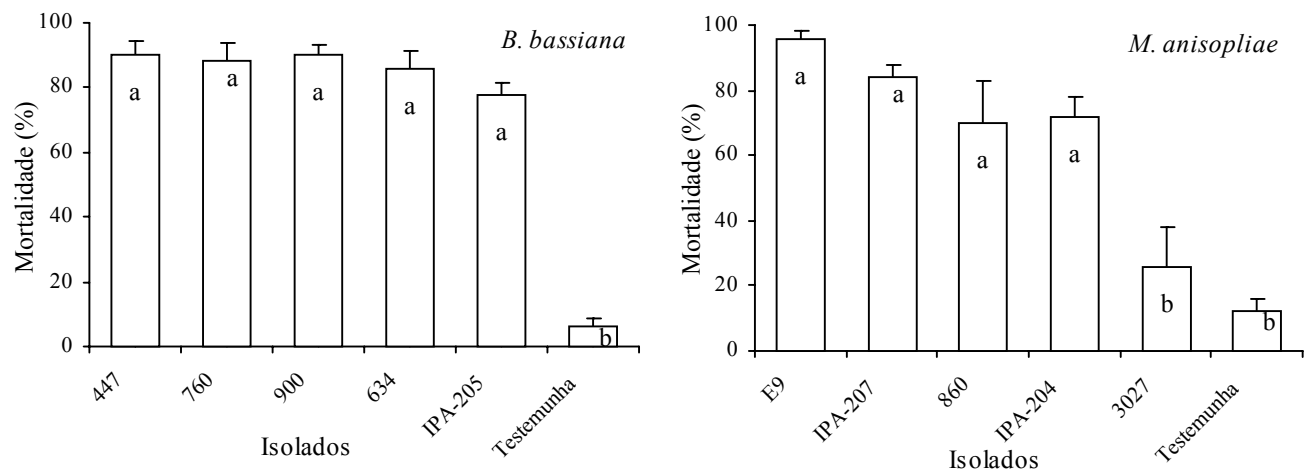 100
80
60
40
20
0
Mortalidade (%)
B. bassiana
a
a
a
a
a
b
447
760
900
634
IPA-205
Testemunha
Isolados
100
80
60
40
20
0
Mortalidade (%)
M. anisopliae
a
a
a
a
b
b
E9
IPA-207
860
IPA-204
3027
Testemunha
Isolados